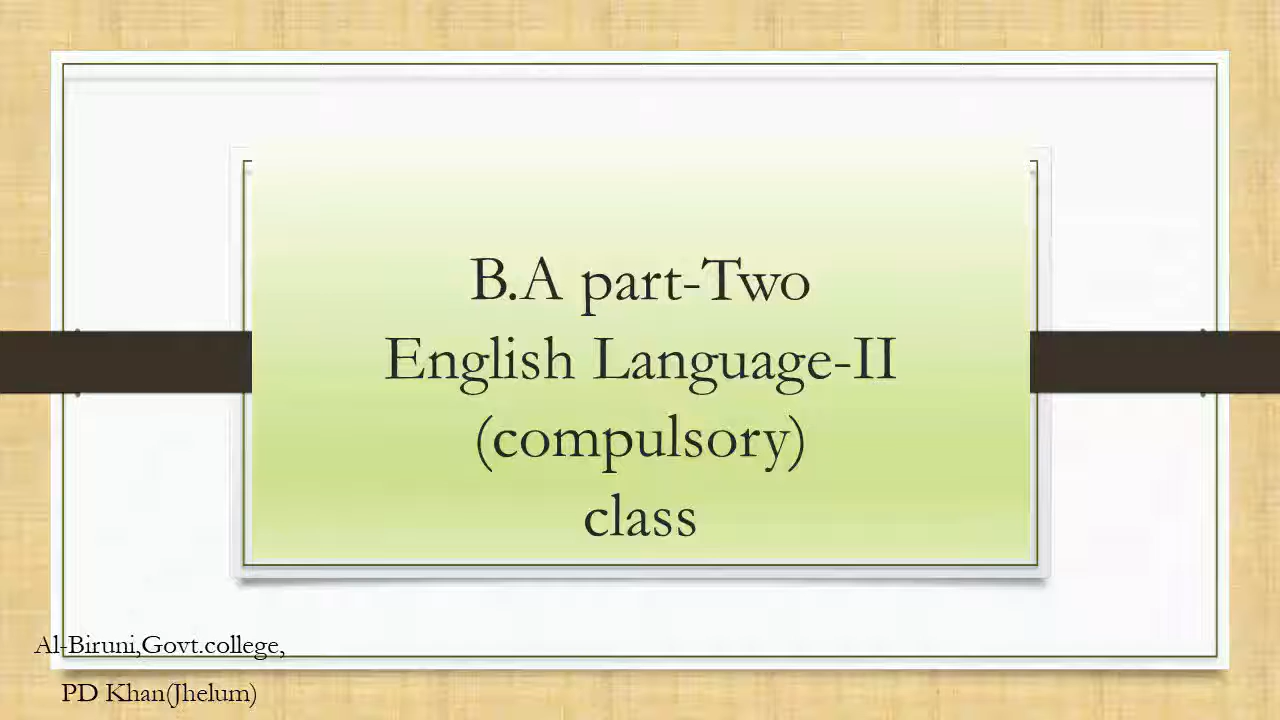 B.A part-Two
English Language-II
(compulsory)
class
Al-Biruni,Govt.college,
PD Khan(Jhelum)